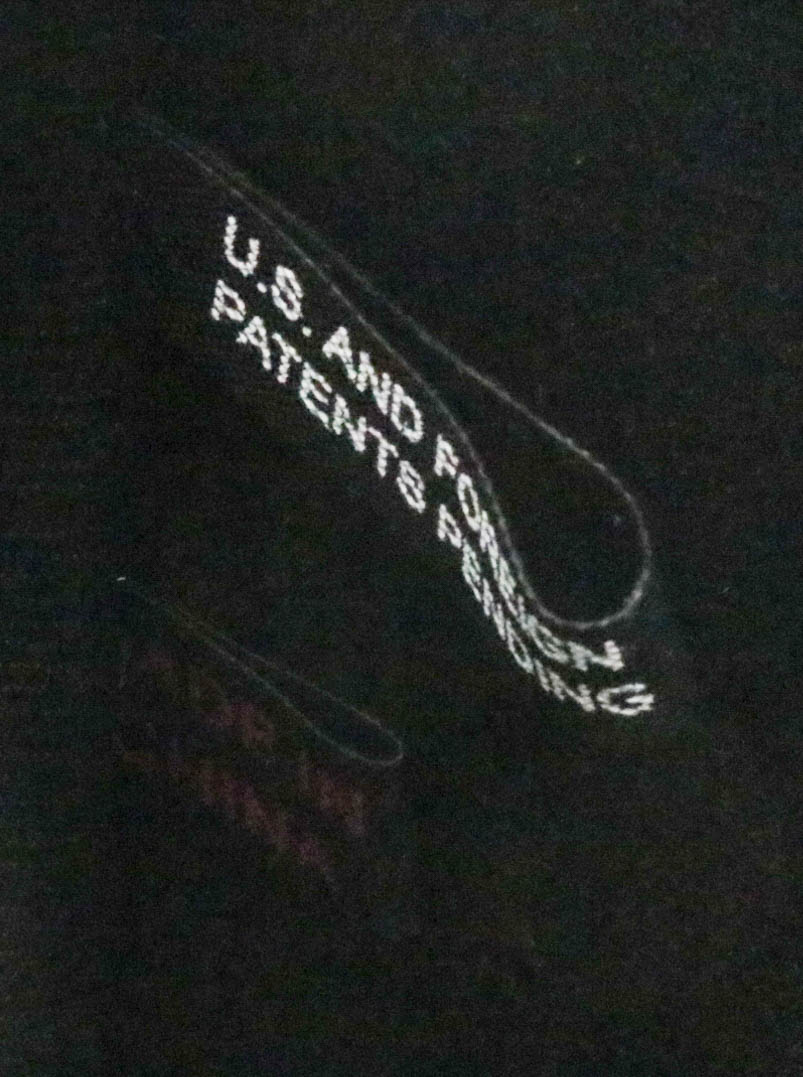 U.S. AND FOREIGN
PATENTS PENDING